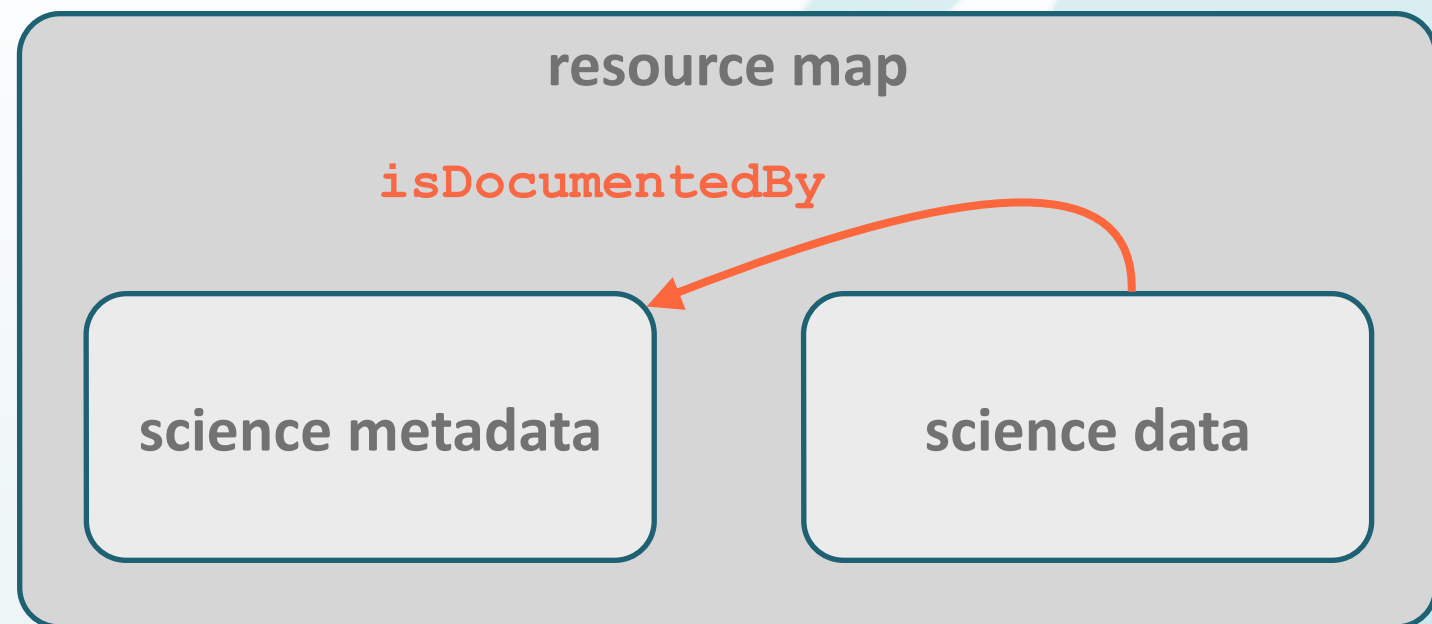 resource map
isDocumentedBy
science metadata
science data